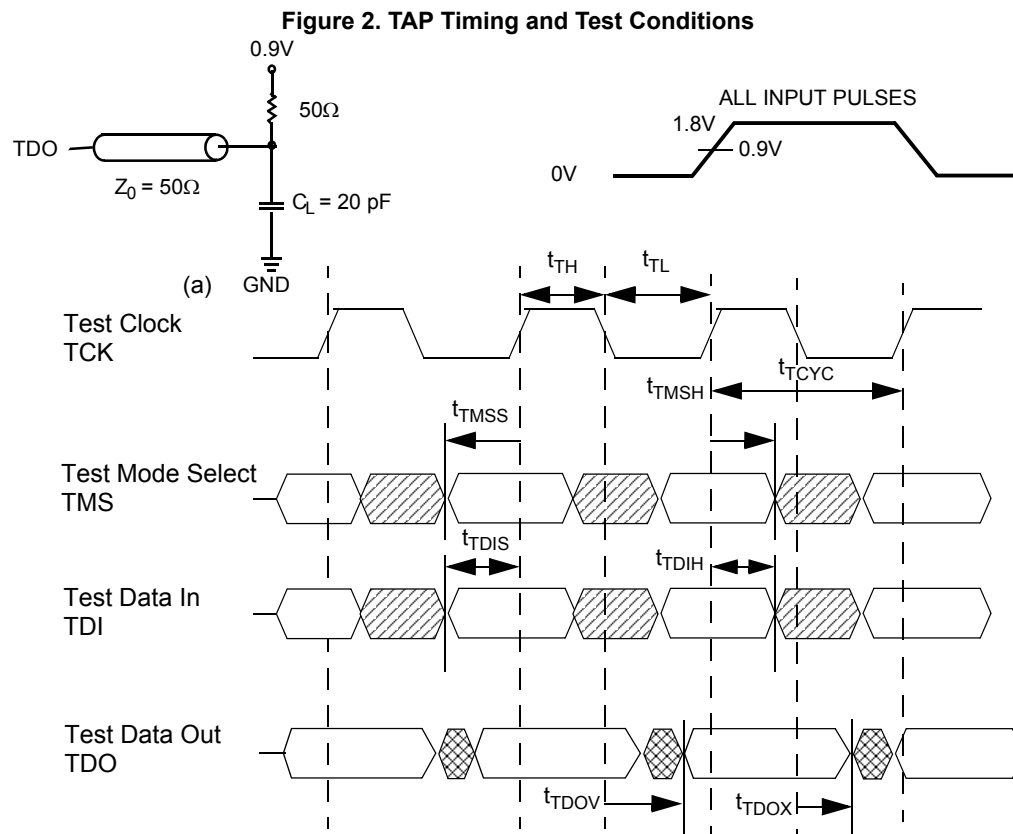 Figure 2. TAP Timing and Test Conditions
0.9V
50Ω
TDO
Z0 = 50Ω
CL = 20 pF
(a)
GND
ALL INPUT PULSES
1.8V
0.9V
0V
tTH
tTL
Test Clock
TCK
tTCYC
tTMSH
tTMSS
Test Mode Select
TMS
tTDIS
tTDIH
Test Data In
TDI
Test Data Out
TDO
tTDOV
tTDOX